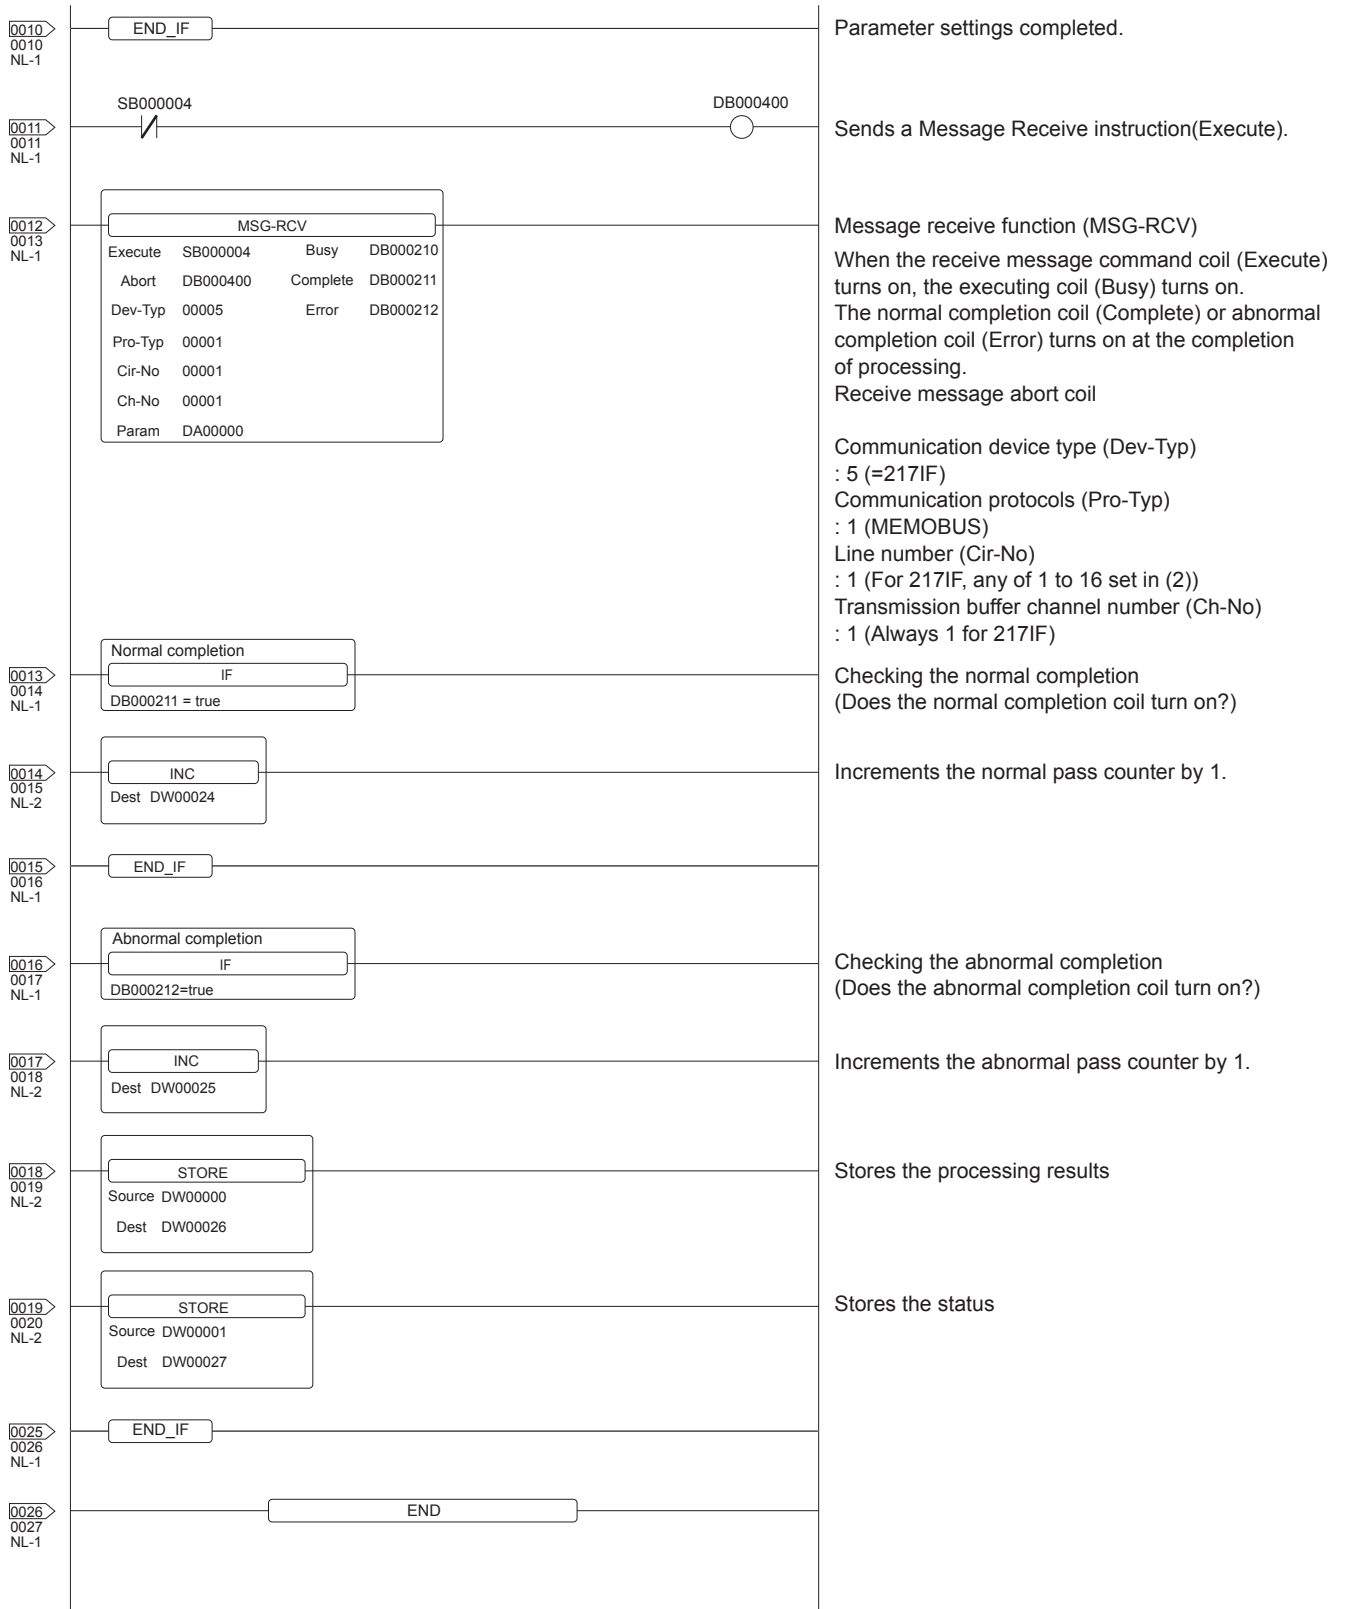 0010
0010
NL-1
END_IF
Parameter settings completed.
SB000004 DB000400
0011
0011
NL-1
Sends a Message Receive instruction(Execute).
0012
0013
NL-1
MSG-RCV
Execute SB000004 Busy DB000210
Abort DB000400 Complete DB000211
Dev-Typ 00005 Error DB000212
Pro-Typ 00001
Cir-No 00001
Ch-No 00001
Param DA00000
Message receive function (MSG-RCV)
When the receive message command coil (Execute)
turns on, the executing coil (Busy) turns on.
The normal completion coil (Complete) or abnormal
completion coil (Error) turns on at the completion
of processing.
Receive message abort coil
Communication device type (Dev-Typ)
: 5 (=217IF)
Communication protocols (Pro-Typ)
: 1 (MEMOBUS)
Line number (Cir-No)
: 1 (For 217IF, any of 1 to 16 set in (2))
Transmission buffer channel number (Ch-No)
: 1 (Always 1 for 217IF)
0013
0014
NL-1
Normal completion
IF
DB000211 = true
Checking the normal completion
(Does the normal completion coil turn on?)
0014
0015
NL-2
INC
Dest DW00024
Increments the normal pass counter by 1.
0015
0016
NL-1
END_IF
0016
0017
NL-1
Abnormal completion
IF
DB000212=true
Checking the abnormal completion
(Does the abnormal completion coil turn on?)
0017
0018
NL-2
INC
Dest DW00025
Increments the abnormal pass counter by 1.
0018
0019
NL-2
STORE
Source DW00000
Dest DW00026
Stores the processing results
0019
0020
NL-2
STORE
Source DW00001
Dest DW00027
Stores the status
0025
0026
NL-1
END_IF
0026
0027
NL-1
END